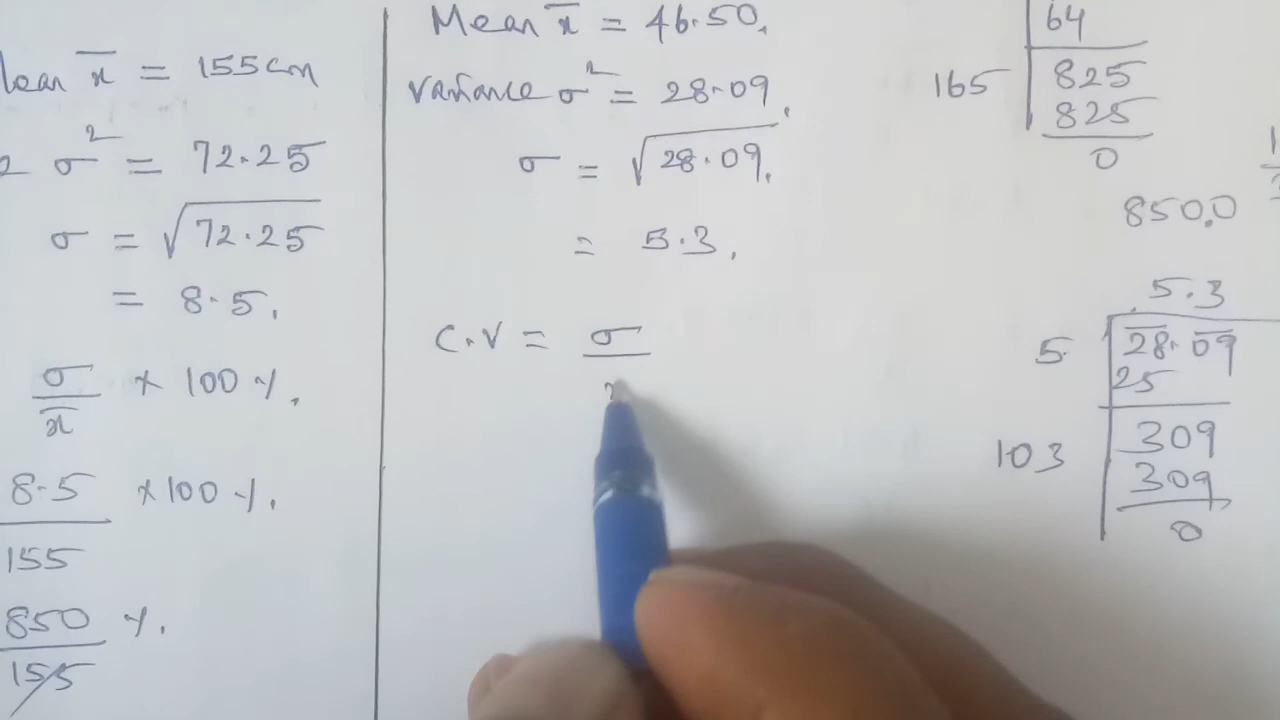 Mean x̄ = 155cm
σ² = 72.25
σ = √72.25
= 8.5.
σ/x̄ × 100 %.
8.5/155 × 100 %.
850/155 %.
Mean x̄ = 46.50.
variance σ² = 28.09.
σ = √28.09.
= 5.3.
C.V = σ/
64
165 825
825
0
850.0
5.3
5 28.09
25
103 309
309
0